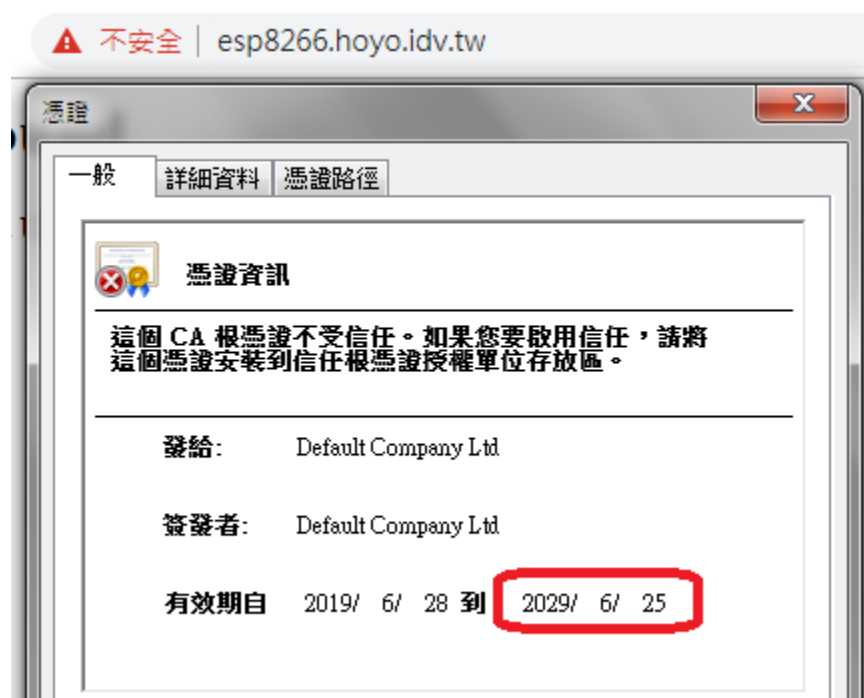 不安全 | esp8266.hoyo.idv.tw
憑證
一般 詳細資料 憑證路徑
憑證資訊
這個 CA 根憑證不受信任。如果您要啟用信任，請將
這個憑證安裝到信任根憑證授權單位存放區。
發給: Default Company Ltd
簽發者: Default Company Ltd
有效期自 2019/ 6/ 28 到 2029/ 6/ 25